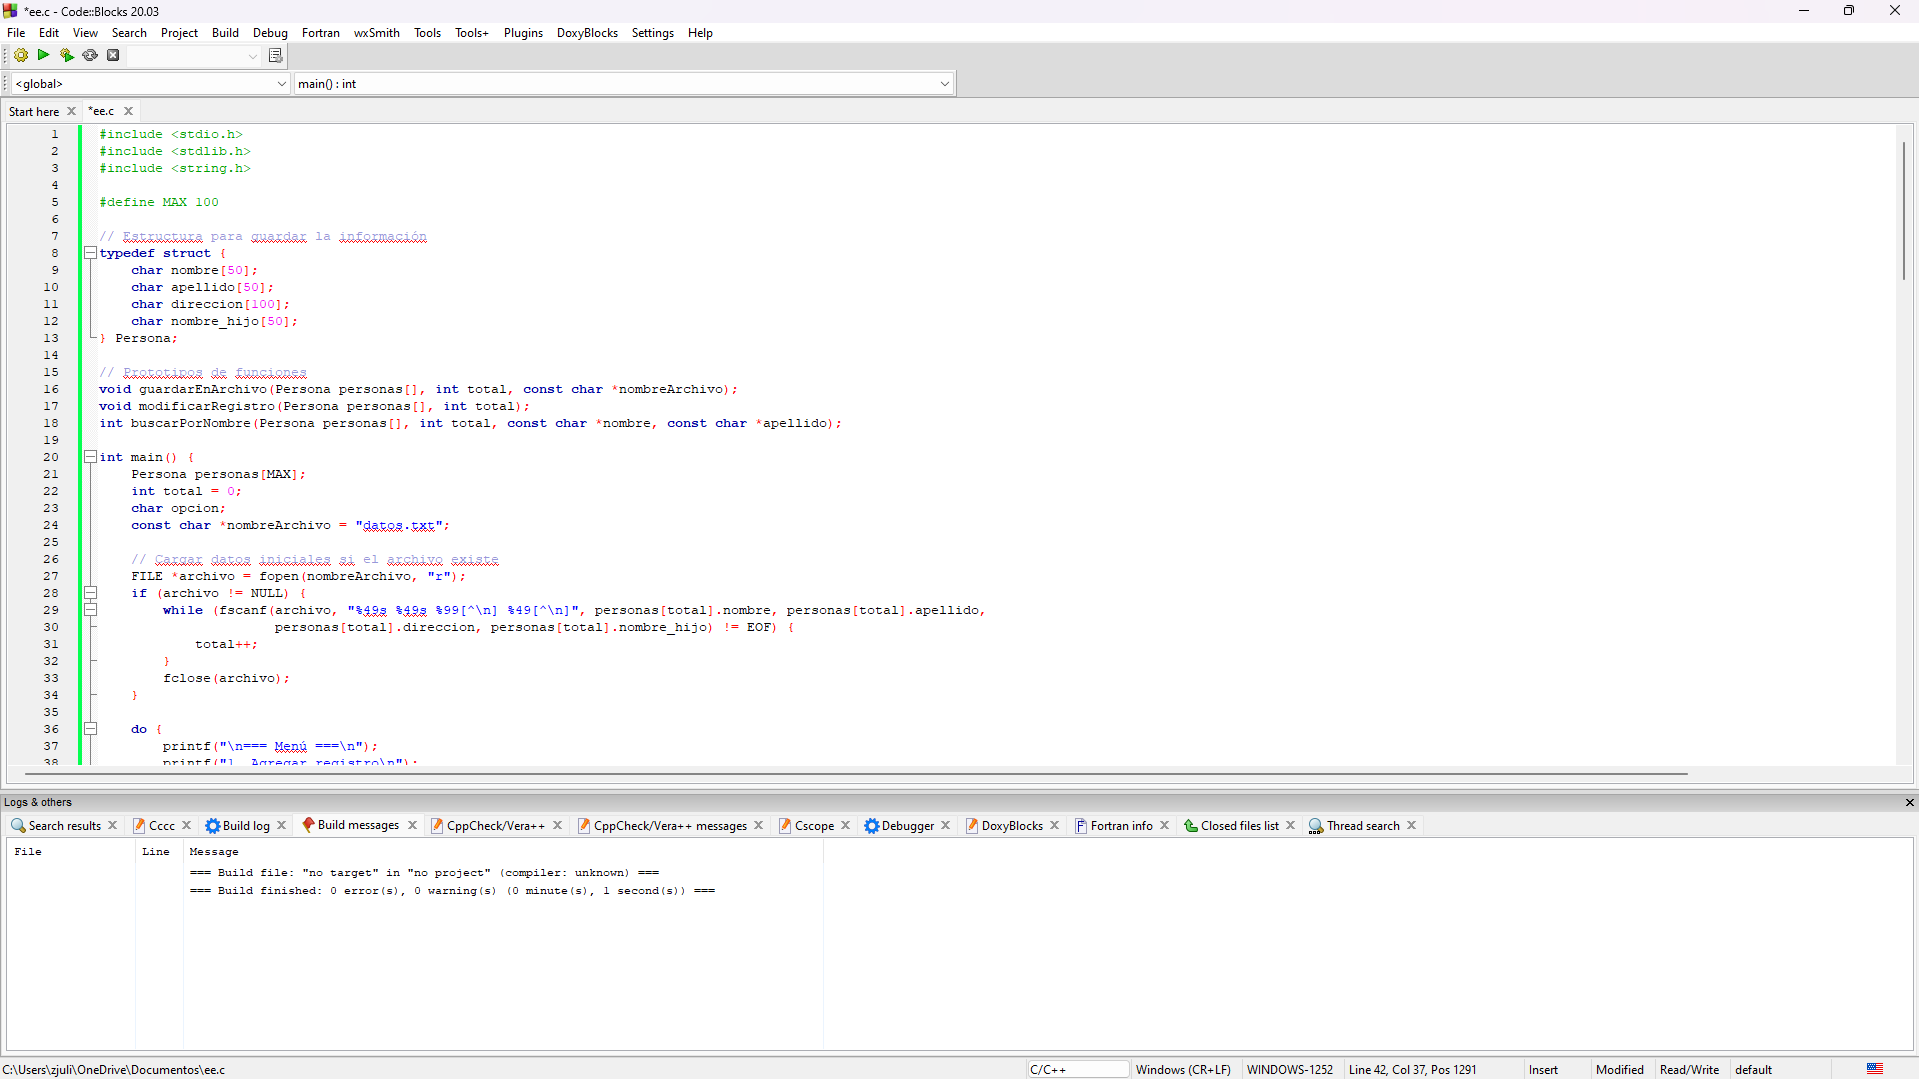 *ee.c - Code::Blocks 20.03
File Edit View Search Project Build Debug Fortran wxSmith Tools Tools+ Plugins DoxyBlocks Settings Help
<global> main() : int
Start here *ee.c
1 #include <stdio.h>
2 #include <stdlib.h>
3 #include <string.h>
4
5 #define MAX 100
6
7 // Estructura para guardar la información
8 typedef struct {
9 char nombre[50];
10 char apellido[50];
11 char direccion[100];
12 char nombre_hijo[50];
13 } Persona;
14
15 // Prototipos de funciones
16 void guardarEnArchivo(Persona personas[], int total, const char *nombreArchivo);
17 void modificarRegistro(Persona personas[], int total);
18 int buscarPorNombre(Persona personas[], int total, const char *nombre, const char *apellido);
19
20 int main() {
21 Persona personas[MAX];
22 int total = 0;
23 char opcion;
24 const char *nombreArchivo = "datos.txt";
25
26 // Cargar datos iniciales si el archivo existe
27 FILE *archivo = fopen(nombreArchivo, "r");
28 if (archivo != NULL) {
29 while (fscanf(archivo, "%49s %49s %99[^\n] %49[^\n]", personas[total].nombre, personas[total].apellido,
30 personas[total].direccion, personas[total].nombre_hijo) != EOF) {
31 total++;
32 }
33 fclose(archivo);
34 }
35
36 do {
37 printf("\n=== Menú ===\n");
38 printf("1. Agregar registro\n");
Logs & others
Search results Cccc Build log Build messages CppCheck/Vera++ CppCheck/Vera++ messages Cscope Debugger DoxyBlocks Fortran info Closed files list Thread search
File Line Message
=== Build file: "no target" in "no project" (compiler: unknown) ===
=== Build finished: 0 error(s), 0 warning(s) (0 minute(s), 1 second(s)) ===
C:\Users\zjuli\OneDrive\Documentos\ee.c C/C++ Windows (CR+LF) WINDOWS-1252 Line 42, Col 37, Pos 1291 Insert Modified Read/Write default